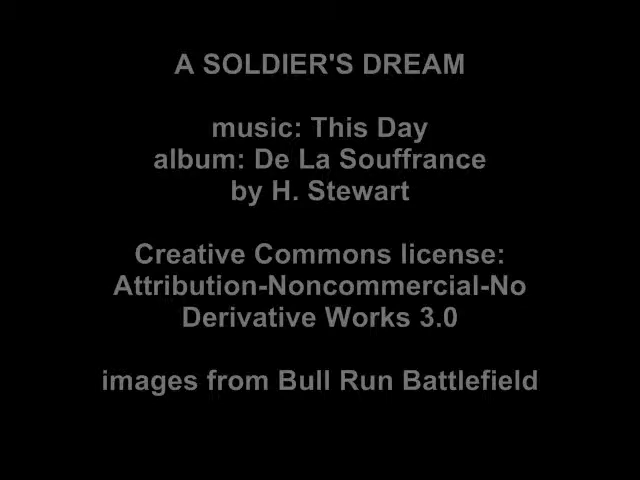 A SOLDIER'S DREAM
music: This Day
album: De La Souffrance
by H. Stewart
Creative Commons license:
Attribution-Noncommercial-No
Derivative Works 3.0
images from Bull Run Battlefield